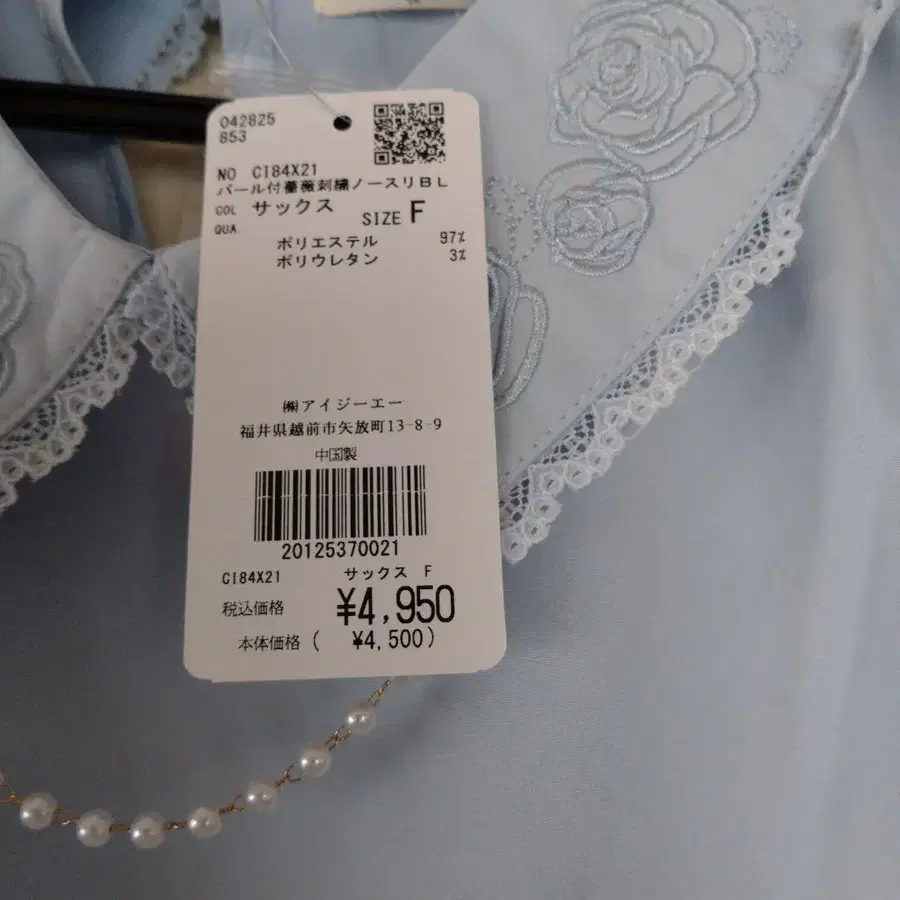 042825
853
NO CI84X21
パール付薔薇刺繍ノースリBL
COL サックス SIZE F
QUA.
ポリエステル 97%
ポリウレタン 3%
㈱アイジーエー
福井県越前市矢放町13-8-9
中国製
20125370021
CI84X21 サックス F
税込価格 ¥4,950
本体価格 ( ¥4,500)